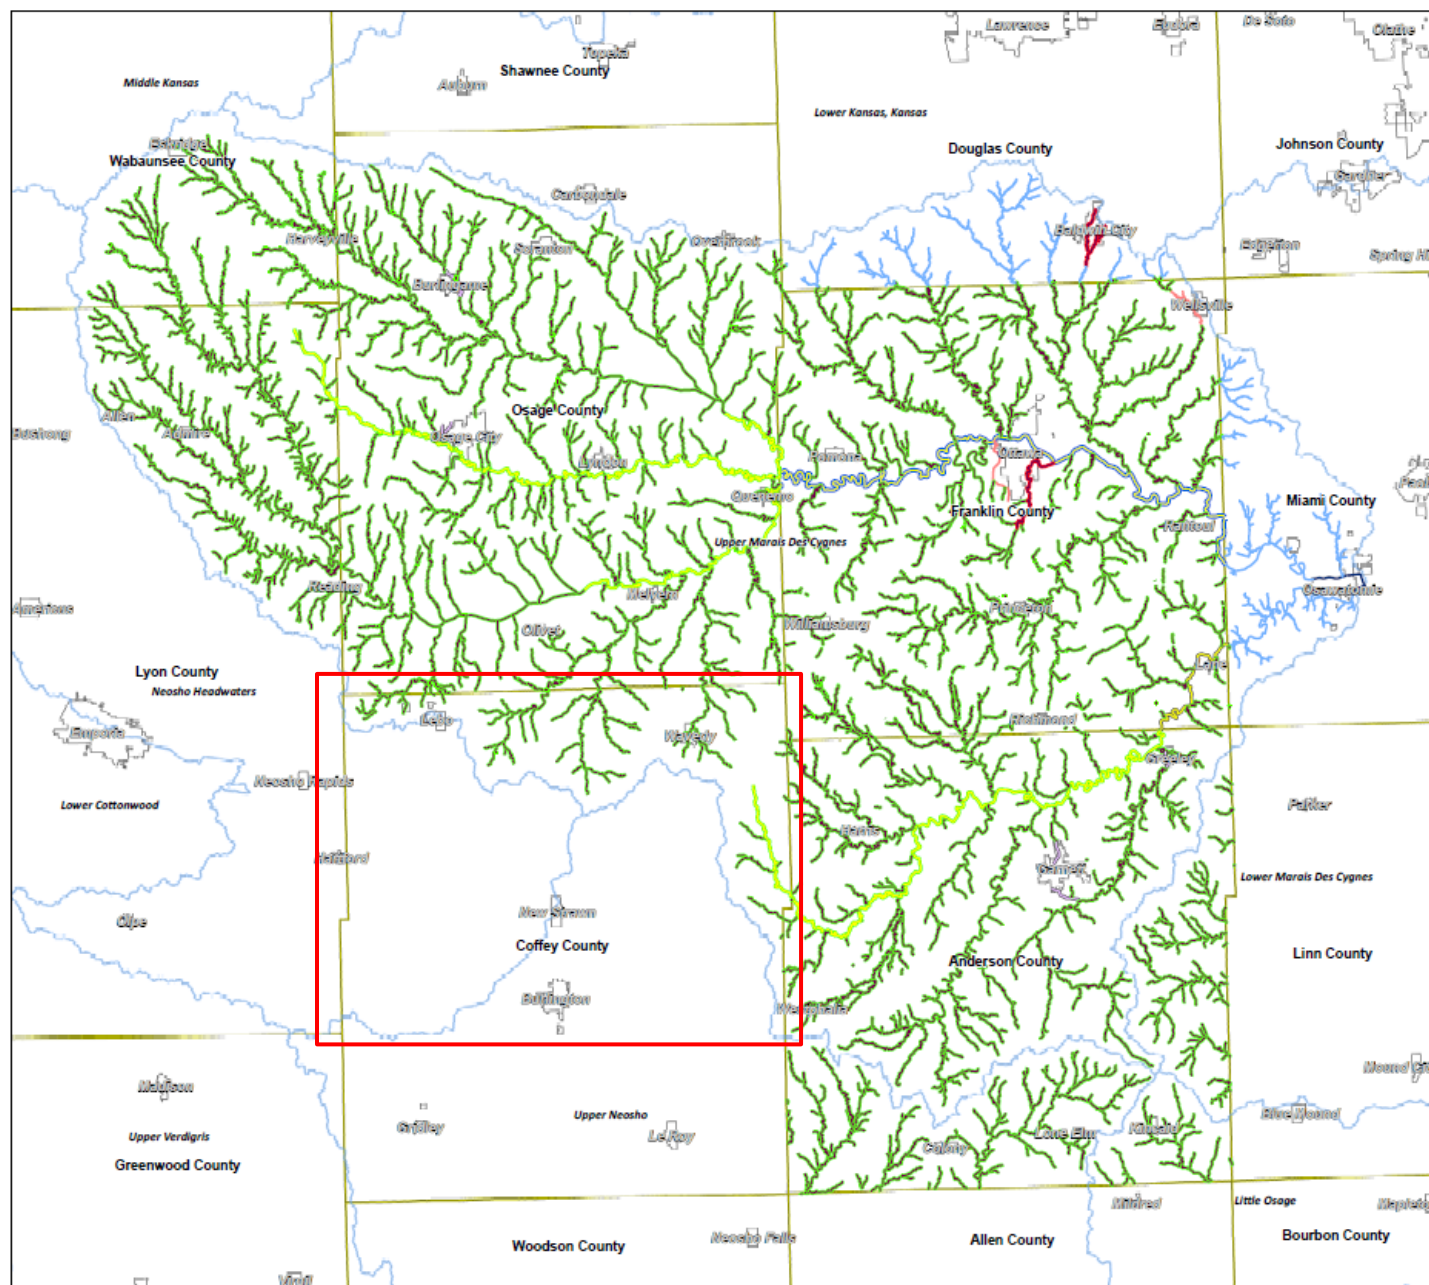 Lawrence
Eudora
De Soto
Olathe
Topeka
Shawnee County
Auburn
Middle Kansas
Lower Kansas, Kansas
Eskridge
Wabaunsee County
Douglas County
Johnson County
Gardner
Carbondale
Harveyville
Scranton
Overbrook
Baldwin City
Edgerton
Spring Hi
Burlingame
Wellsville
Allen
Admire
Bushong
Osage County
Osage City
Lyndon
Pomona
Ottawa
Quenemo
Franklin County
Miami County
Rantoul
Upper Marais Des Cygnes
Reading
Melvern
Osawatomie
Americus
Olivet
Williamsburg
Princeton
Lane
Lyon County
Neosho Headwaters
Lebo
Waverly
Richmond
Emporia
Greeley
Neosho Rapids
Lower Cottonwood
Parker
Harris
Hartford
Garnett
Lower Marais Des Cygnes
Olpe
New Strawn
Coffey County
Anderson County
Linn County
Burlington
Westphalia
Madison
Mound Cit
Upper Neosho
Blue Mound
Gridley
Le Roy
Lone Elm
Kincaid
Colony
Upper Verdigris
Greenwood County
Mildred
Little Osage
Mapleton
Neosho Falls
Woodson County
Allen County
Bourbon County
Virgil